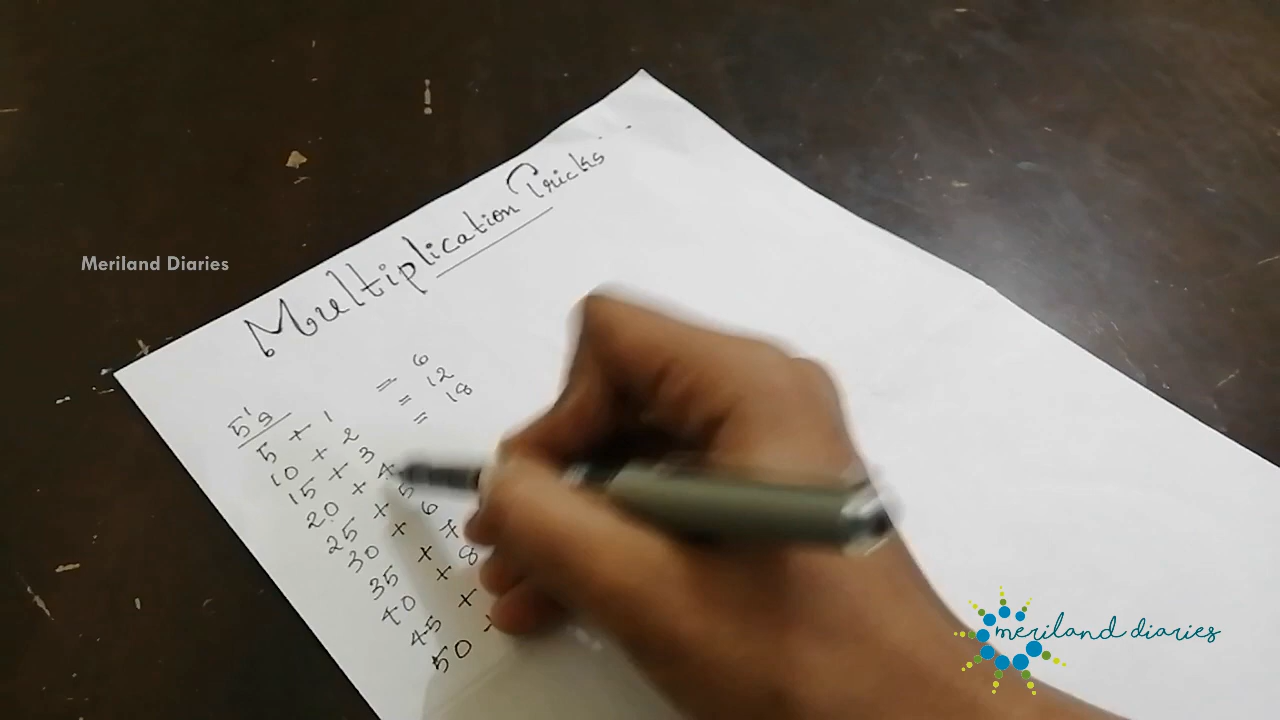 Multiplication Tricks
Meriland Diaries
5's
5 + 1 = 6
10 + 2 = 12
15 + 3 = 18
20 + 4
25 + 5
30 + 6
35 + 7
40 + 8
45 +
50 +
meriland diaries